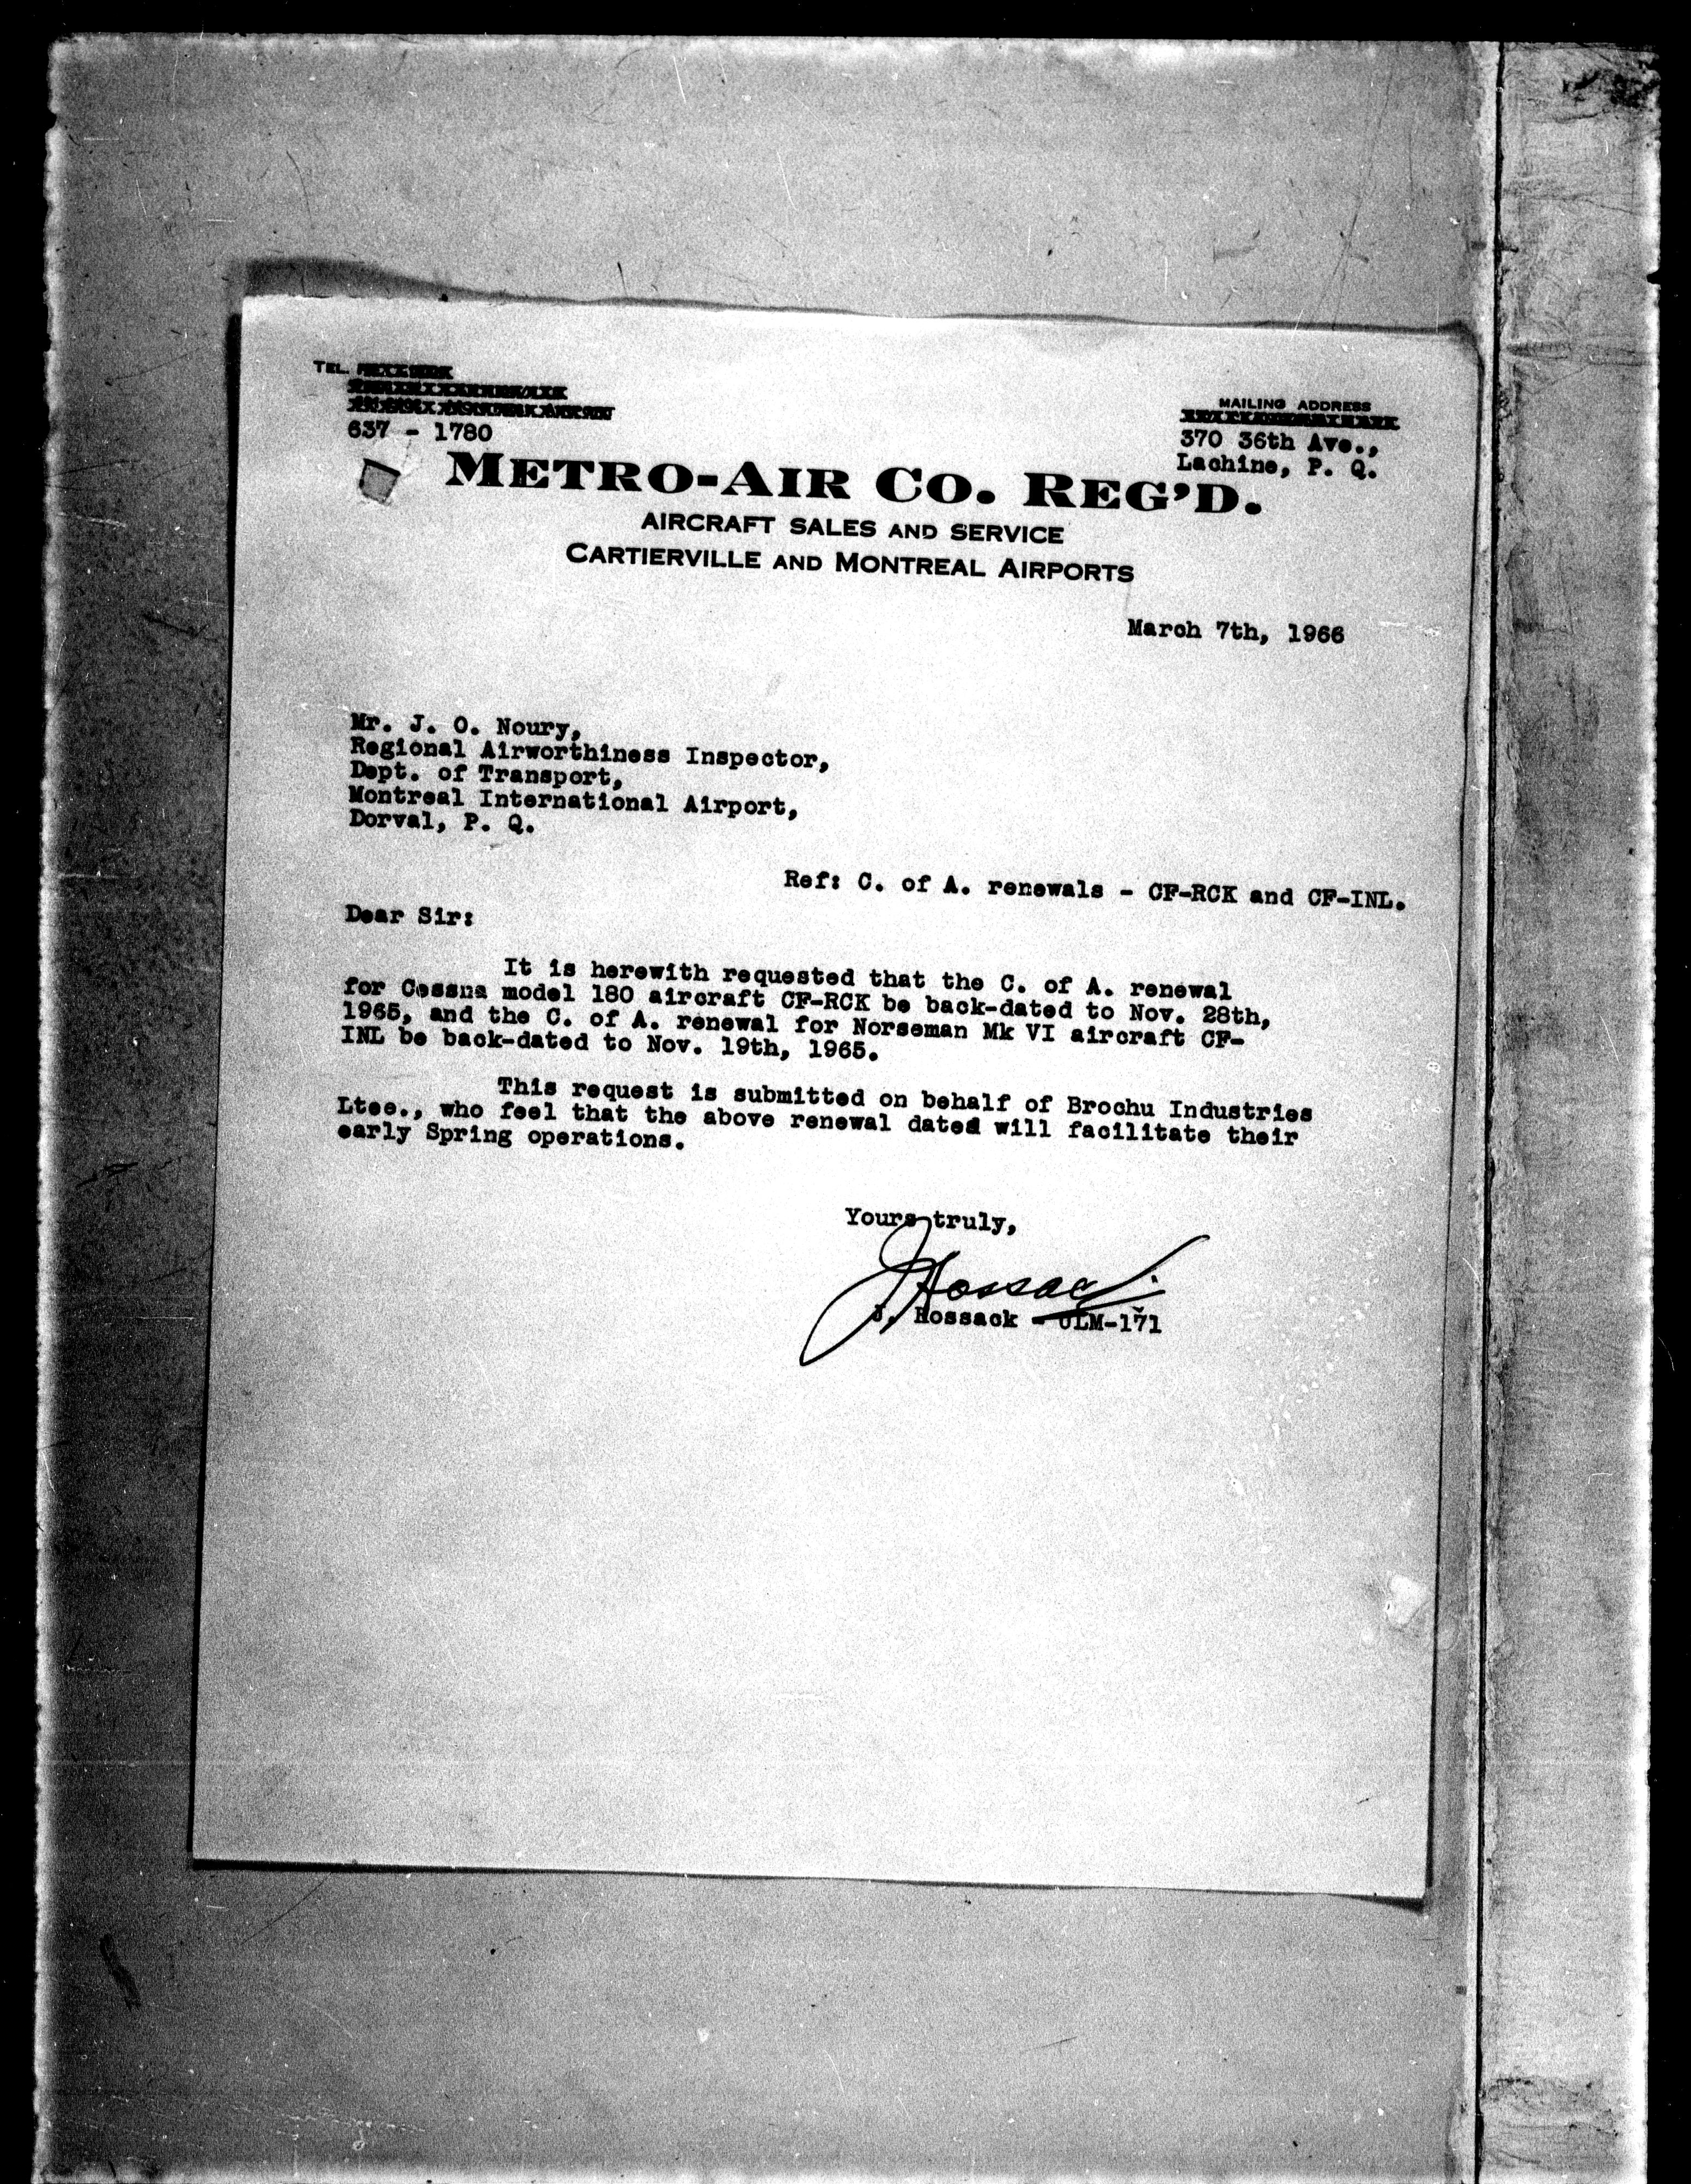 TEL.
637 - 1780
MAILING ADDRESS
370 36th Ave.,
Lachine, P. Q.
METRO-AIR CO. REG'D.
AIRCRAFT SALES AND SERVICE
CARTIERVILLE AND MONTREAL AIRPORTS
March 7th, 1966
Mr. J. O. Noury,
Regional Airworthiness Inspector,
Dept. of Transport,
Montreal International Airport,
Dorval, P. Q.
Ref: C. of A. renewals - CF-RCK and CF-INL.
Dear Sir:
It is herewith requested that the C. of A. renewal
for Cessna model 180 aircraft CF-RCK be back-dated to Nov. 28th,
1965, and the C. of A. renewal for Norseman Mk VI aircraft CF-
INL be back-dated to Nov. 19th, 1965.
This request is submitted on behalf of Brochu Industries
Ltee., who feel that the above renewal dates will facilitate their
early Spring operations.
Yours truly,
J Hossack
J. Hossack - ULM-171